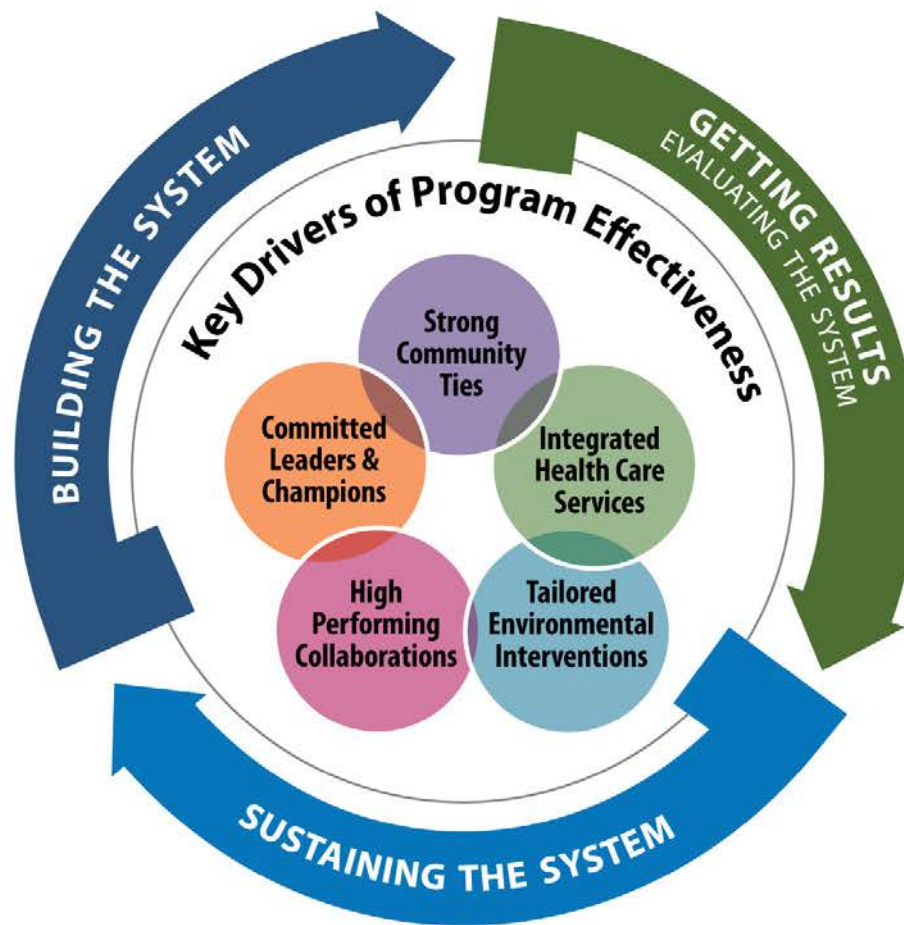 BUILDING THE SYSTEM
GETTING RESULTS
EVALUATING THE SYSTEM
Key Drivers of Program Effectiveness
Strong
Community
Ties
Committed
Leaders &
Champions
Integrated
Health Care
Services
High
Performing
Collaborations
Tailored
Environmental
Interventions
SUSTAINING THE SYSTEM